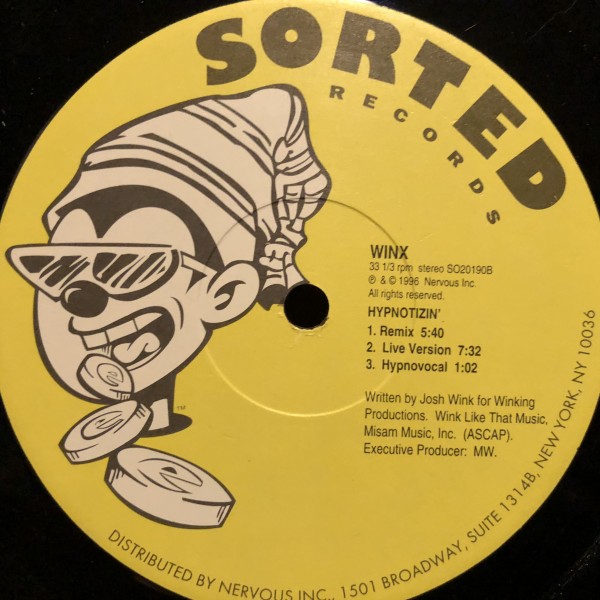 SORTED
RECORDS
WINX
33 1/3 rpm stereo SO20190B
℗ & © 1996 Nervous Inc.
All rights reserved.
HYPNOTIZIN'
1. Remix 5:40
2. Live Version 7:32
3. Hypnovocal 1:02
Written by Josh Wink for Winking
Productions. Wink Like That Music,
Misam Music, Inc. (ASCAP).
Executive Producer: MW.
TM
DISTRIBUTED BY NERVOUS INC., 1501 BROADWAY, SUITE 1314B, NEW YORK, NY 10036